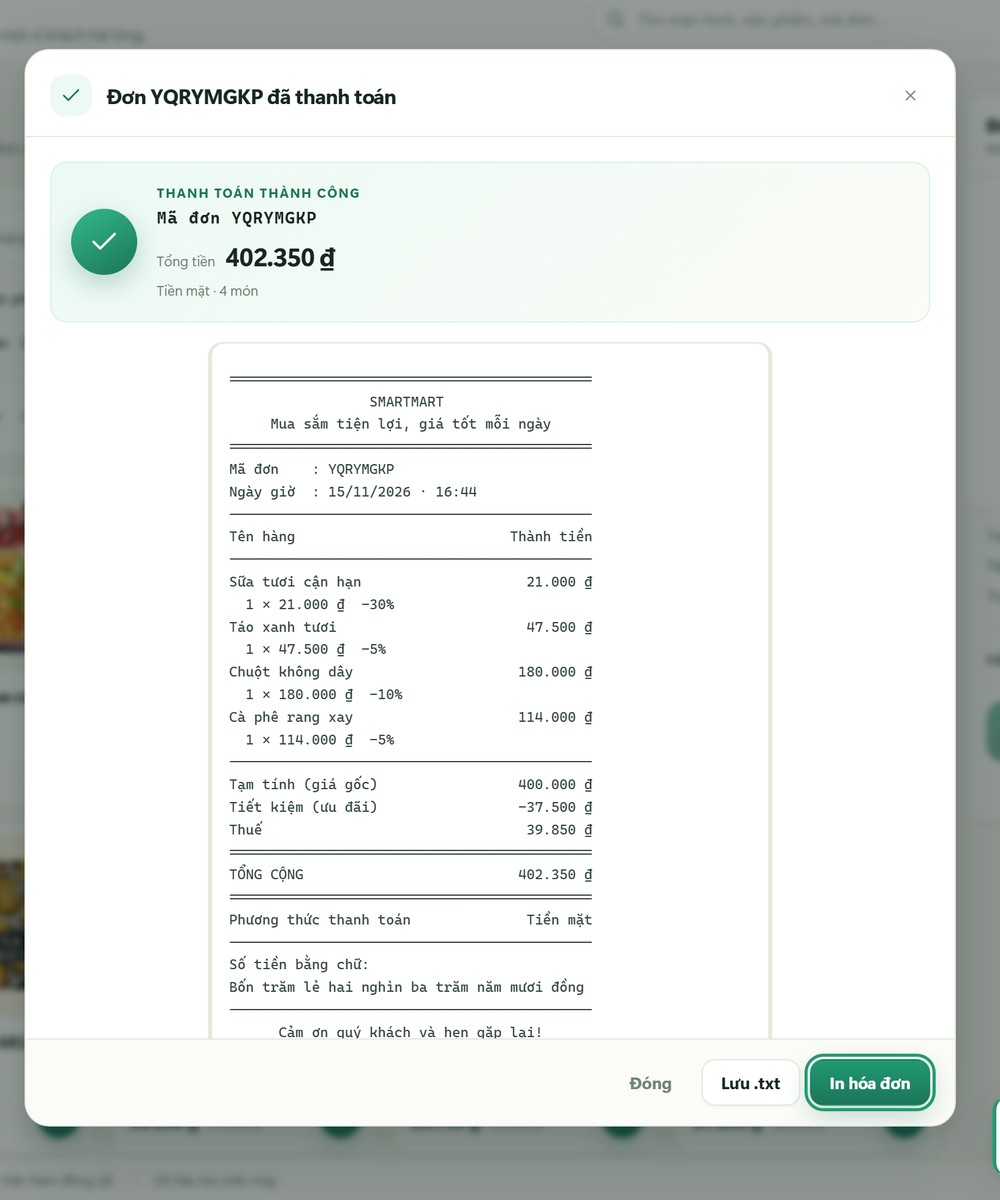 Đơn YQRYMGKP đã thanh toán
THANH TOÁN THÀNH CÔNG
Mã đơn YQRYMGKP
Tổng tiền 402.350 ₫
Tiền mặt · 4 món
SMARTMART
Mua sắm tiện lợi, giá tốt mỗi ngày
Mã đơn : YQRYMGKP
Ngày giờ : 15/11/2026 · 16:44
Tên hàng Thành tiền
Sữa tươi cận hạn 21.000 ₫
1 × 21.000 ₫ −30%
Táo xanh tươi 47.500 ₫
1 × 47.500 ₫ −5%
Chuột không dây 180.000 ₫
1 × 180.000 ₫ −10%
Cà phê rang xay 114.000 ₫
1 × 114.000 ₫ −5%
Tạm tính (giá gốc) 400.000 ₫
Tiết kiệm (ưu đãi) −37.500 ₫
Thuế 39.850 ₫
TỔNG CỘNG 402.350 ₫
Phương thức thanh toán Tiền mặt
Số tiền bằng chữ:
Bốn trăm lẻ hai nghìn ba trăm năm mươi đồng
Cảm ơn quý khách và hẹn gặp lại!
Đóng
Lưu .txt
In hóa đơn